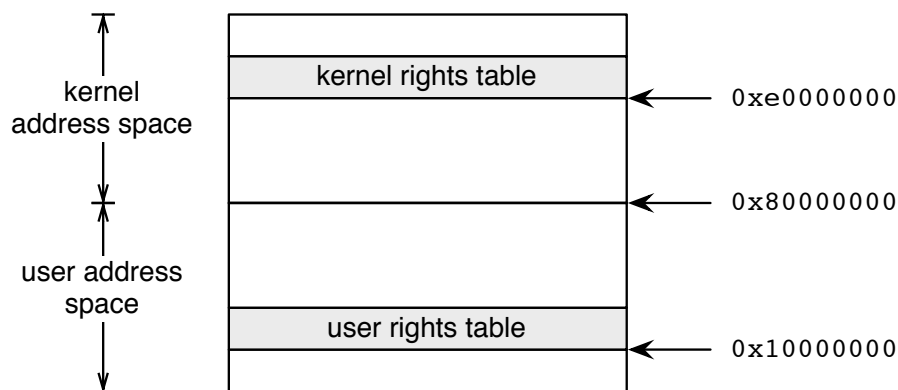 kernel rights table
0xe0000000
kernel
address space
0x80000000
user address
space
user rights table
0x10000000